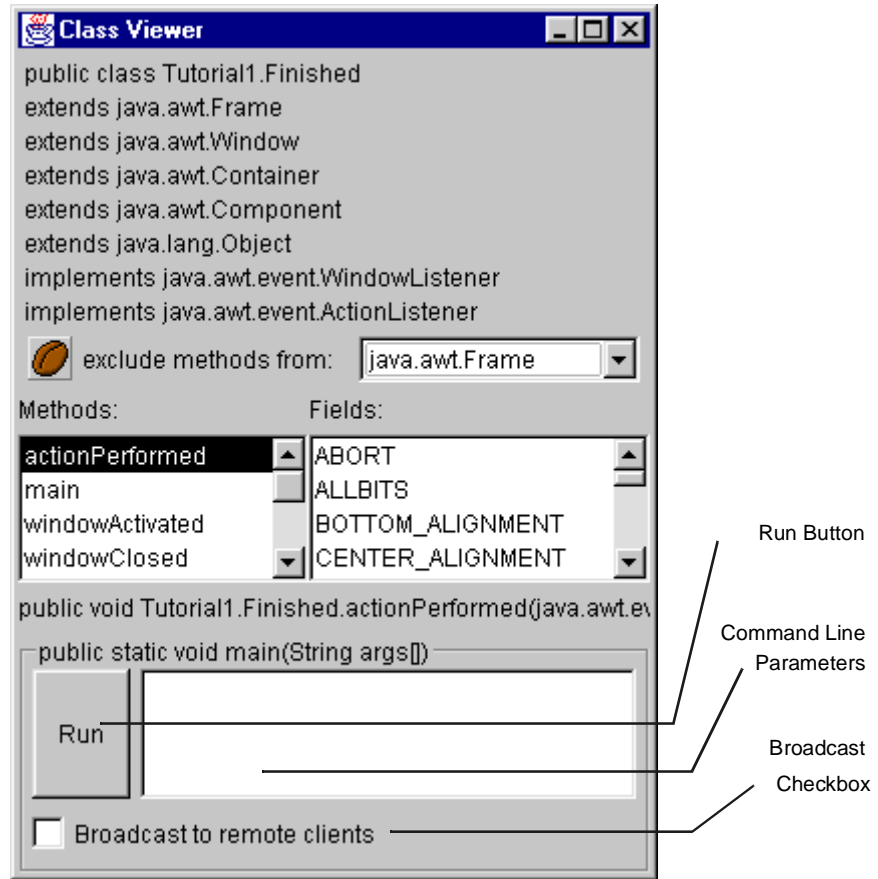 Class Viewer
public class Tutorial1.Finished
extends java.awt.Frame
extends java.awt.Window
extends java.awt.Container
extends java.awt.Component
extends java.lang.Object
implements java.awt.event.WindowListener
implements java.awt.event.ActionListener
exclude methods from: java.awt.Frame
Methods: Fields:
actionPerformed ABORT
main ALLBITS
windowActivated BOTTOM_ALIGNMENT
windowClosed CENTER_ALIGNMENT
public void Tutorial1.Finished.actionPerformed(java.awt.ev
public static void main(String args[])
Run
Broadcast to remote clients
Run Button
Command Line
Parameters
Broadcast
Checkbox